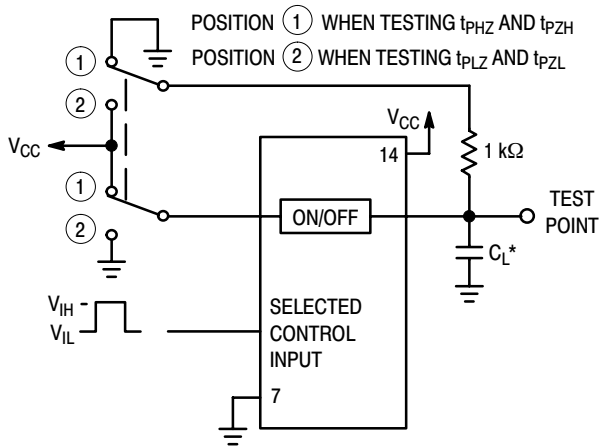 POSITION 1 WHEN TESTING tPHZ AND tPZH
POSITION 2 WHEN TESTING tPLZ AND tPZL
1
2
VCC
1
2
VCC
14
1 kΩ
ON/OFF
TEST
POINT
CL*
VIH
VIL
SELECTED
CONTROL
INPUT
7